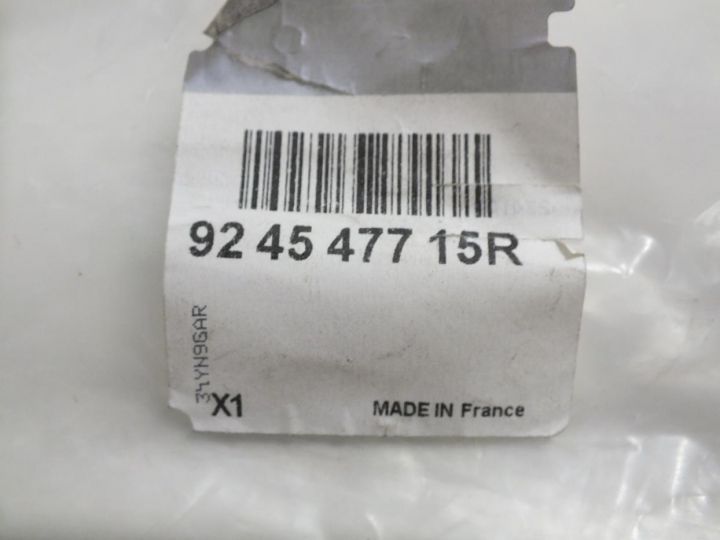 92 45 477 15R
34YN9GAR
X1
MADE IN France